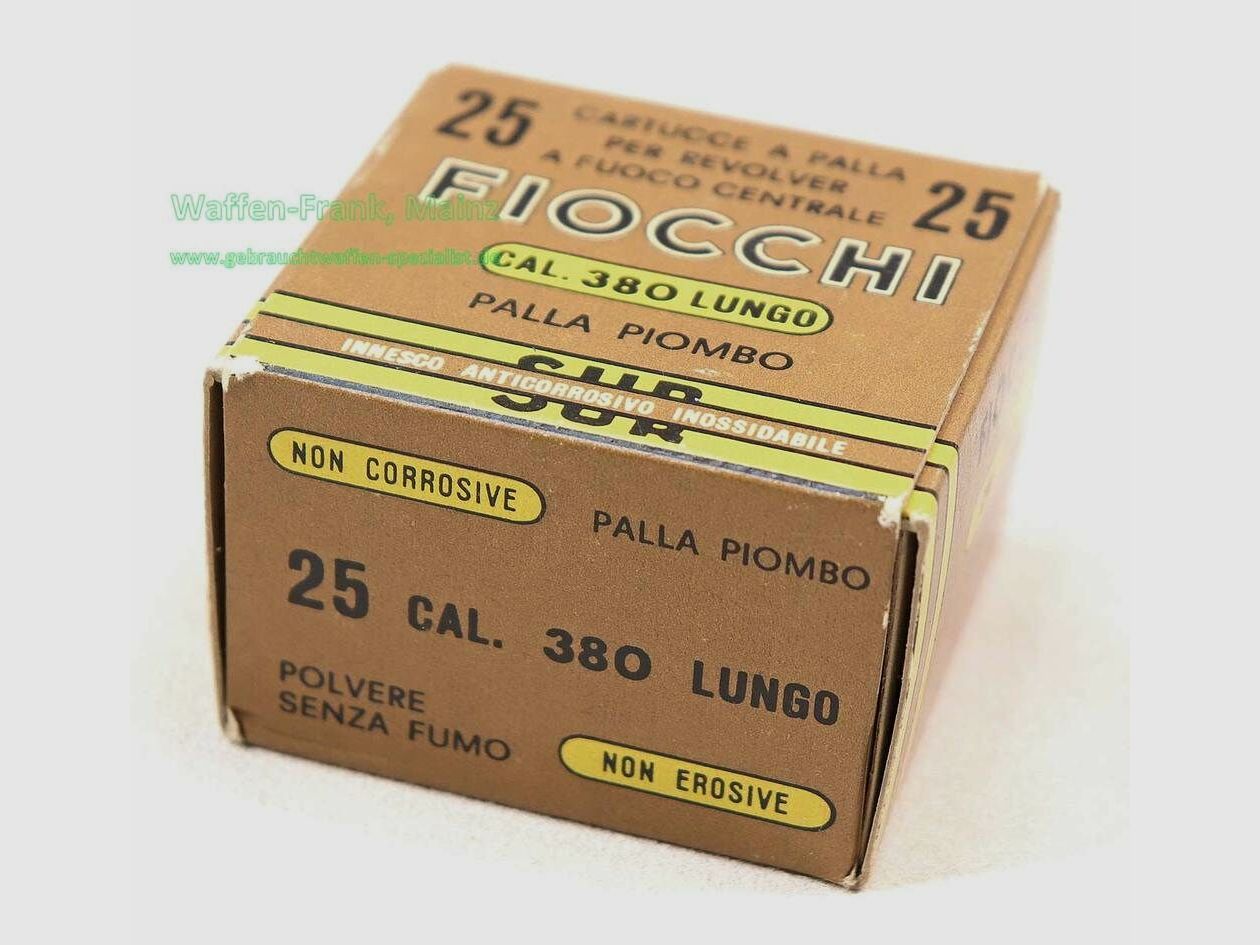 25 CARTUCCE A PALLA
PER REVOLVER
A FUOCO CENTRALE 25
FIOCCHI
Waffen-Frank, Mainz
www.gebrauchtwaffen-spezialist.de
CAL. 380 LUNGO
PALLA PIOMBO
SUR
INNESCO ANTICORROSIVO INOSSIDABILE
NON CORROSIVE
PALLA PIOMBO
25 CAL. 380 LUNGO
POLVERE
SENZA FUMO
NON EROSIVE